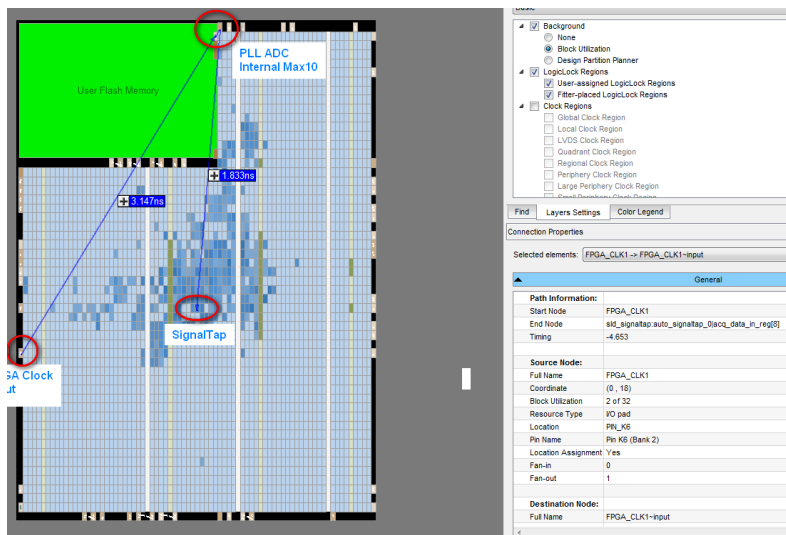 Basic
Background
None
Block Utilization
Design Partition Planner
LogicLock Regions
User-assigned LogicLock Regions
Fitter-placed LogicLock Regions
Clock Regions
Global Clock Region
Local Clock Region
LVDS Clock Region
Quadrant Clock Region
Regional Clock Region
Periphery Clock Region
Large Periphery Clock Region
Small Periphery Clock Region
Find Layers Settings Color Legend
Connection Properties
Selected elements: FPGA_CLK1 -> FPGA_CLK1~input
General
Path Information:
Start Node FPGA_CLK1
End Node sld_signaltap:auto_signaltap_0|acq_data_in_reg[8]
Timing -4.653
Source Node:
Full Name FPGA_CLK1
Coordinate (0 , 18)
Block Utilization 2 of 32
Resource Type I/O pad
Location PIN_K6
Pin Name Pin K6 (Bank 2)
Location Assignment Yes
Fan-in 0
Fan-out 1
Destination Node:
Full Name FPGA_CLK1~input
PLL ADC
Internal Max10
User Flash Memory
1.833ns
3.147ns
SignalTap
GA Clock
ut